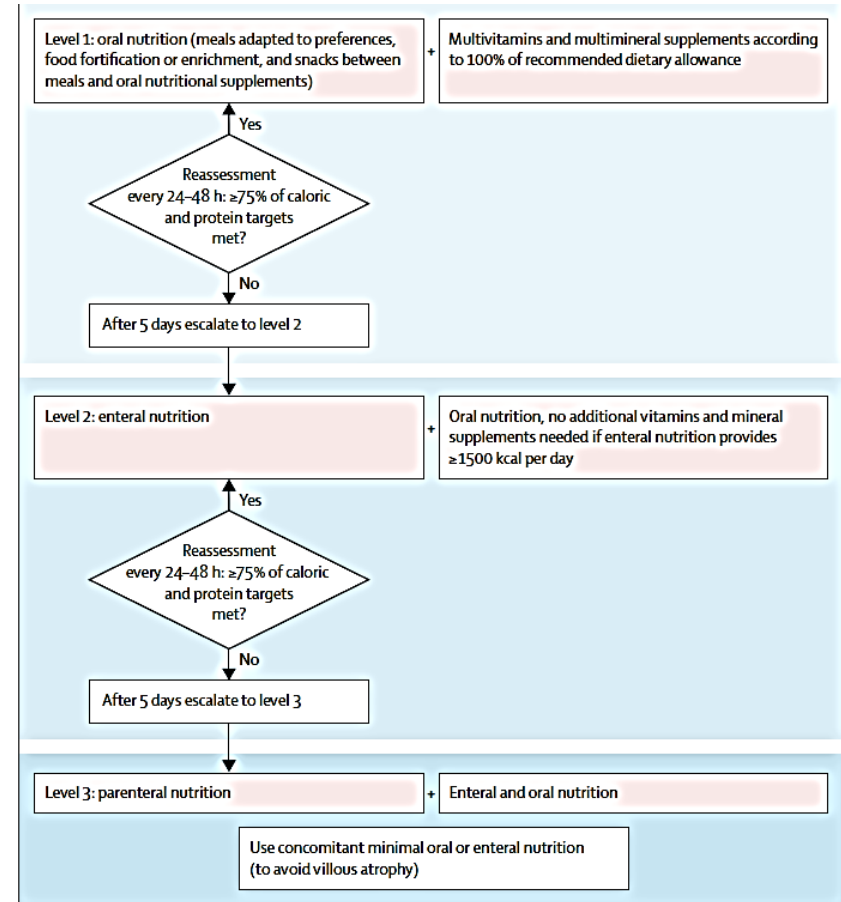 Level 1: oral nutrition (meals adapted to preferences,
food fortification or enrichment, and snacks between
meals and oral nutritional supplements)
+
Multivitamins and multimineral supplements according
to 100% of recommended dietary allowance
Yes
Reassessment
every 24–48 h: ≥75% of caloric
and protein targets
met?
No
After 5 days escalate to level 2
Level 2: enteral nutrition
+
Oral nutrition, no additional vitamins and mineral
supplements needed if enteral nutrition provides
≥1500 kcal per day
Yes
Reassessment
every 24–48 h: ≥75% of caloric
and protein targets
met?
No
After 5 days escalate to level 3
Level 3: parenteral nutrition
+
Enteral and oral nutrition
Use concomitant minimal oral or enteral nutrition
(to avoid villous atrophy)